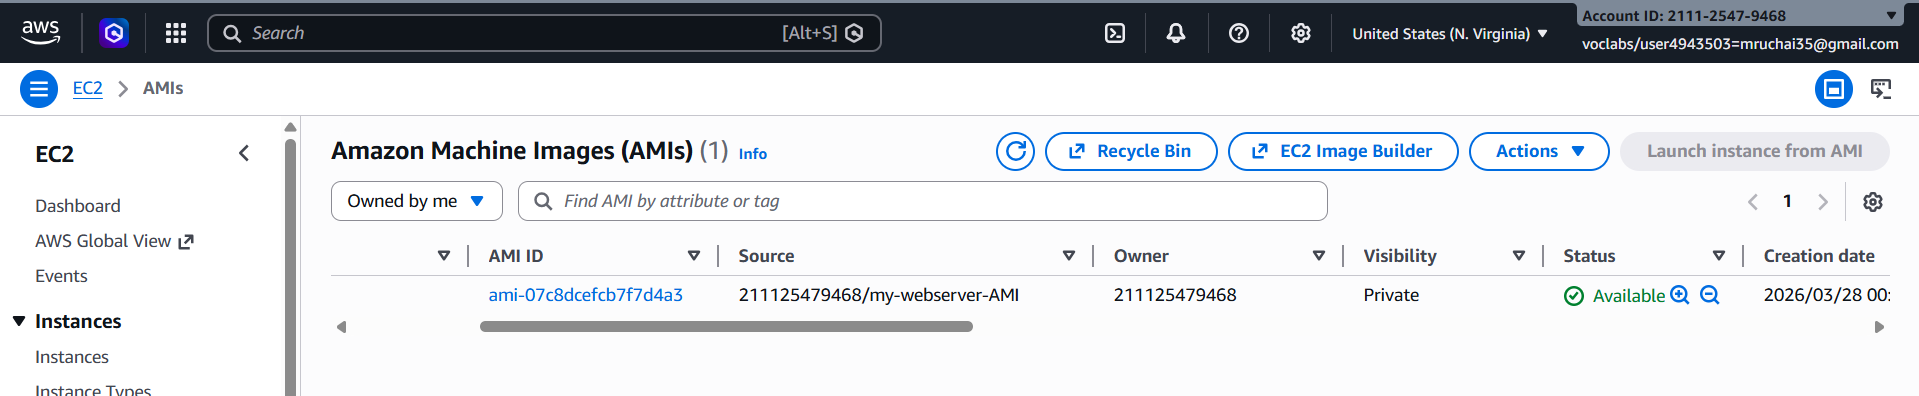 aws
Search [Alt+S]
United States (N. Virginia)
Account ID: 2111-2547-9468
voclabs/user4943503=mruchai35@gmail.com
EC2 AMIs
EC2
Dashboard
AWS Global View
Events
Instances
Instances
Instance Types
Amazon Machine Images (AMIs) (1) Info
Recycle Bin
EC2 Image Builder
Actions
Launch instance from AMI
Owned by me
Find AMI by attribute or tag
1
AMI ID Source Owner Visibility Status Creation date
ami-07c8dcefcb7f7d4a3 211125479468/my-webserver-AMI 211125479468 Private Available 2026/03/28 00: